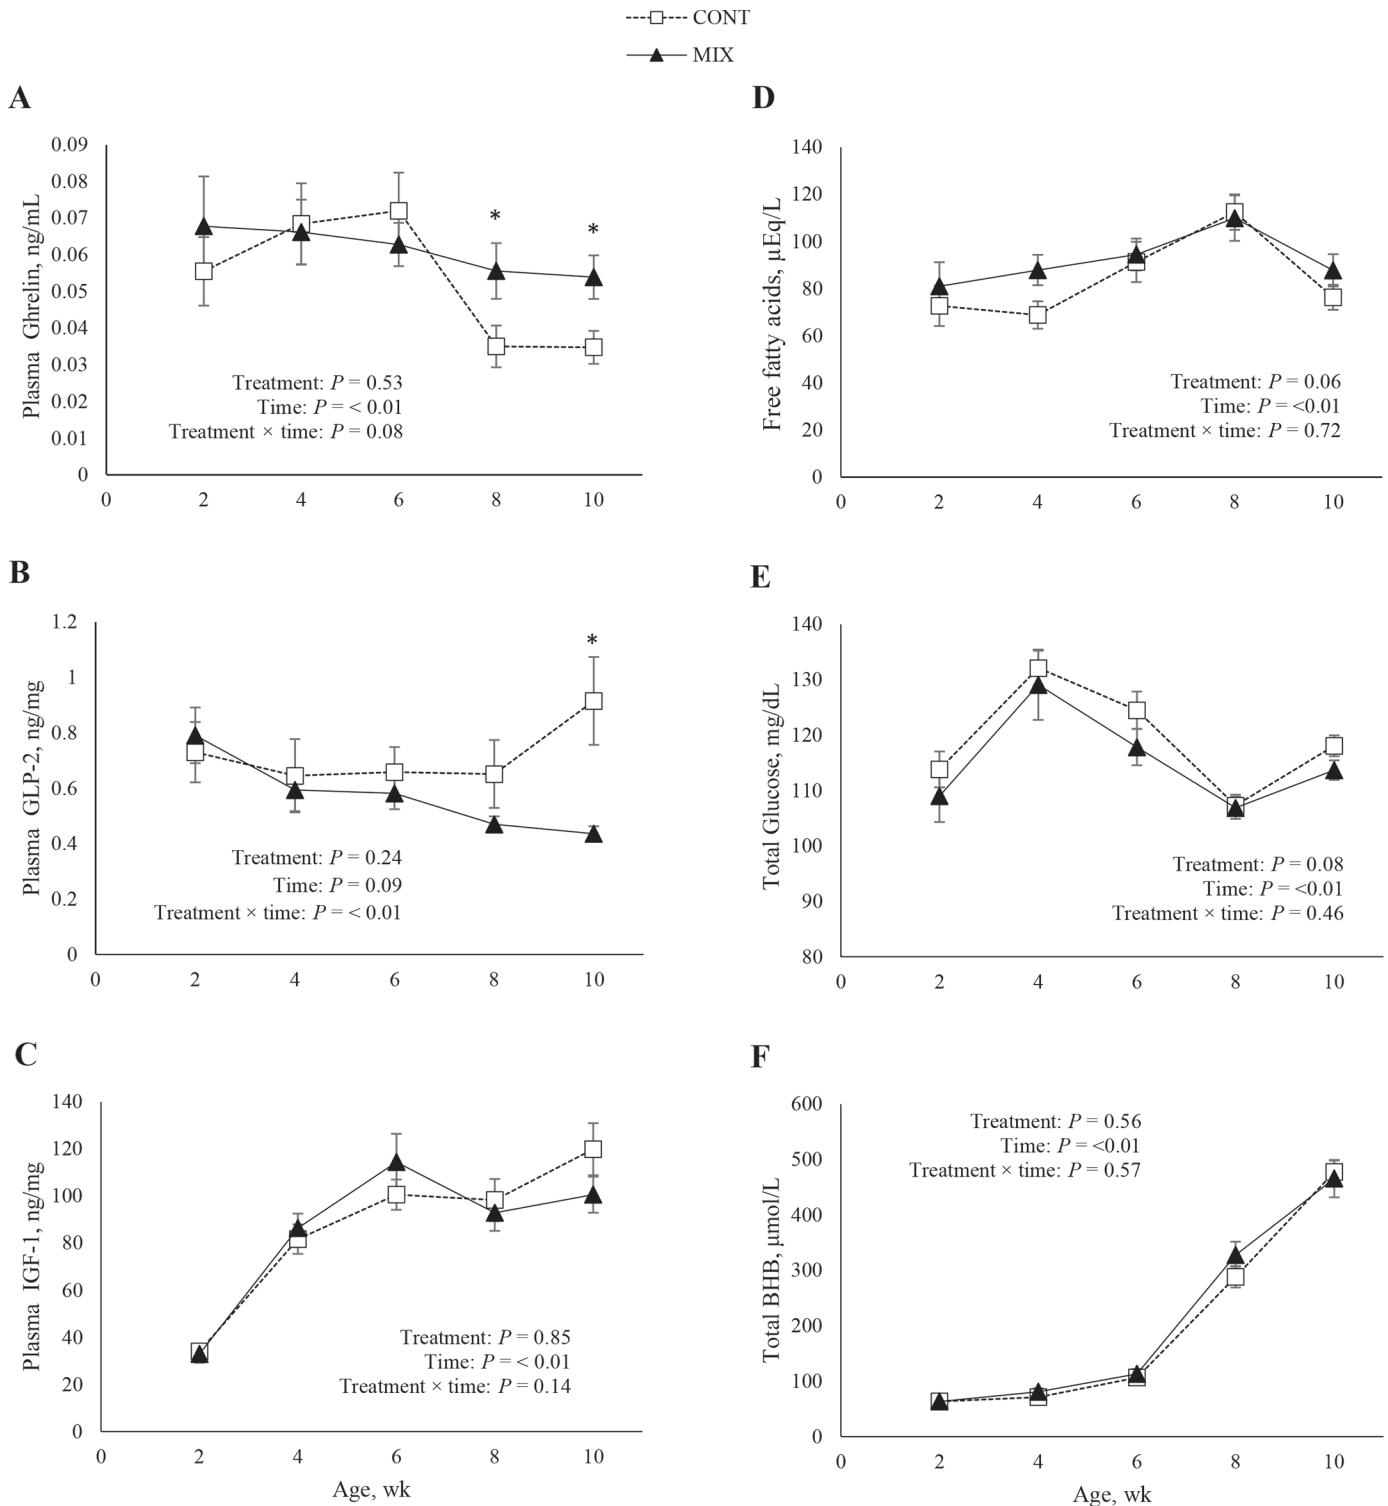 CONT
MIX
A
0.09
0.08
0.07
0.06
0.05
0.04
0.03
0.02
0.01
0
Plasma Ghrelin, ng/mL
*
*
Treatment: P = 0.53
Time: P = < 0.01
Treatment × time: P = 0.08
0 2 4 6 8 10
B
1.2
1
0.8
0.6
0.4
0.2
0
Plasma GLP-2, ng/mg
*
Treatment: P = 0.24
Time: P = 0.09
Treatment × time: P = < 0.01
0 2 4 6 8 10
C
140
120
100
80
60
40
20
0
Plasma IGF-1, ng/mg
Treatment: P = 0.85
Time: P = < 0.01
Treatment × time: P = 0.14
0 2 4 6 8 10
Age, wk
D
140
120
100
80
60
40
20
0
Free fatty acids, µEq/L
Treatment: P = 0.06
Time: P = <0.01
Treatment × time: P = 0.72
0 2 4 6 8 10
E
140
130
120
110
100
90
80
Total Glucose, mg/dL
Treatment: P = 0.08
Time: P = <0.01
Treatment × time: P = 0.46
0 2 4 6 8 10
F
600
500
400
300
200
100
0
Total BHB, µmol/L
Treatment: P = 0.56
Time: P = <0.01
Treatment × time: P = 0.57
0 2 4 6 8 10
Age, wk